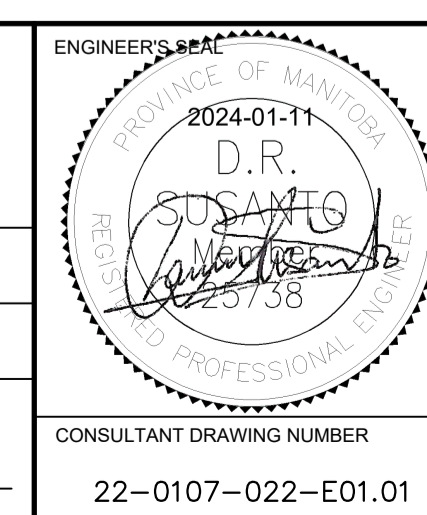 ENGINEER'S SEAL
PROVINCE OF MANITOBA
2024-01-11
D.R.
SUSANTO
Member
25738
REGISTERED PROFESSIONAL ENGINEER
CONSULTANT DRAWING NUMBER
22-0107-022-E01.01